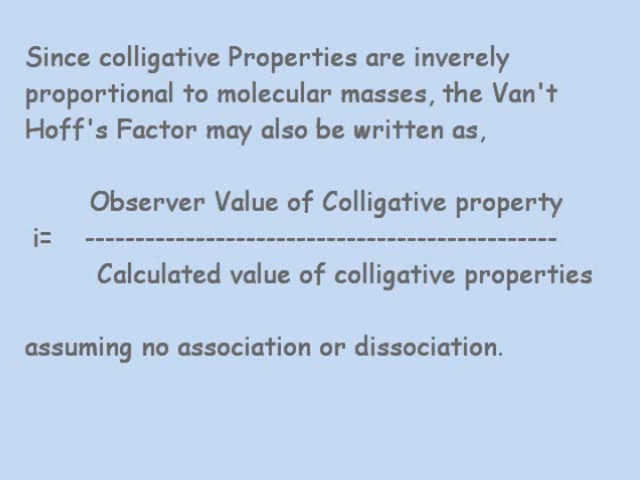 Since colligative Properties are inverely
proportional to molecular masses, the Van't
Hoff's Factor may also be written as,
Observer Value of Colligative property
i= -----------------------------------------------
Calculated value of colligative properties
assuming no association or dissociation.